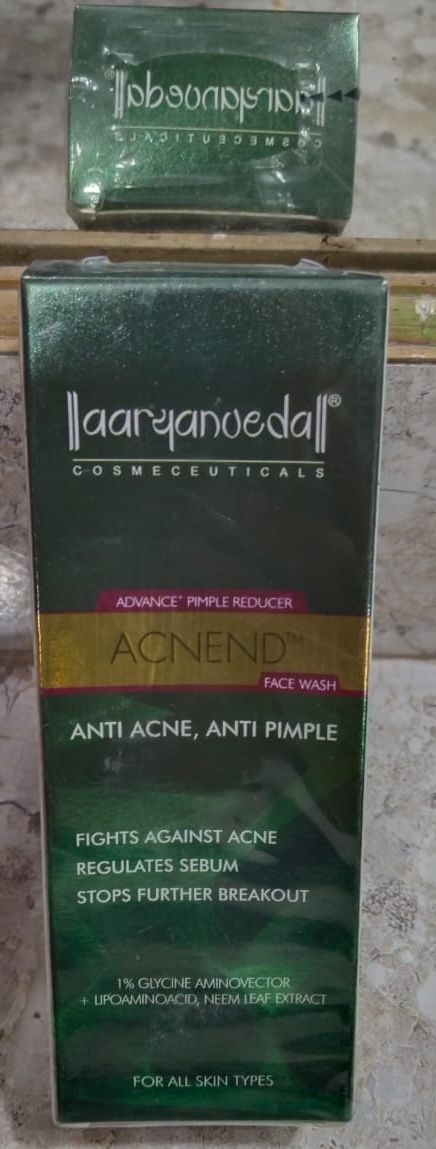 aaryanveda®
COSMECEUTICALS
aaryanveda®
COSMECEUTICALS
ADVANCE+ PIMPLE REDUCER
ACNEND™
FACE WASH
ANTI ACNE, ANTI PIMPLE
FIGHTS AGAINST ACNE
REGULATES SEBUM
STOPS FURTHER BREAKOUT
1% GLYCINE AMINOVECTOR
+ LIPOAMINOACID, NEEM LEAF EXTRACT
FOR ALL SKIN TYPES